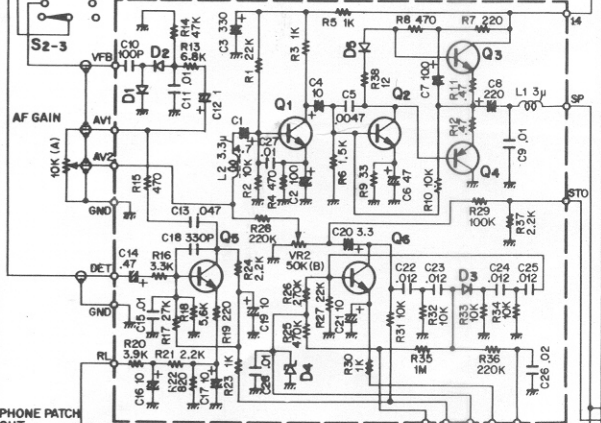 S2-3
VFB
C10
100P
D2
R14
47K
R13
6.8K
C3 330
R1
22K
R3 1K
R5 1K
D5
R38
12
R8 470
R7 220
14
Q3
C7 100
R11
.47
R12
.47
C8
220
L1 3μ
SP
C9 .01
Q4
D1
C11 .01
C12 1
C1
4.7
L2 3.3μ
Q1
C4
10
C5
.0047
Q2
AF GAIN
AV1
AV2
10K (A)
R15
470
R2 10K
C27
.01
R4 470
C2 100
R6 1.5K
R9 33
C6 47
R10 10K
GND
C13 .047
C18 330P
Q5
R28
220K
VR2
50K(B)
C20 3.3
Q6
R29
100K
STO
R37
2.2K
DET
C14
.47
R16
3.3K
R24
2.2K
R26
270K
R27 22K
C22
.012
C23
.012
D3
C24
.012
C25
.012
GND
C15 .01
R17 27K
R18
5.6K
R19 220
C19 10
R25
470K
C21 10
R31 10K
R32
10K
R33
10K
R34
10K
RL
R20
3.9K
R21 2.2K
C16 10
R22
820
C17 10
R23 1K
.01
D4
R30
1K
R35
1M
R36
220K
C26 .02
PHONE PATCH